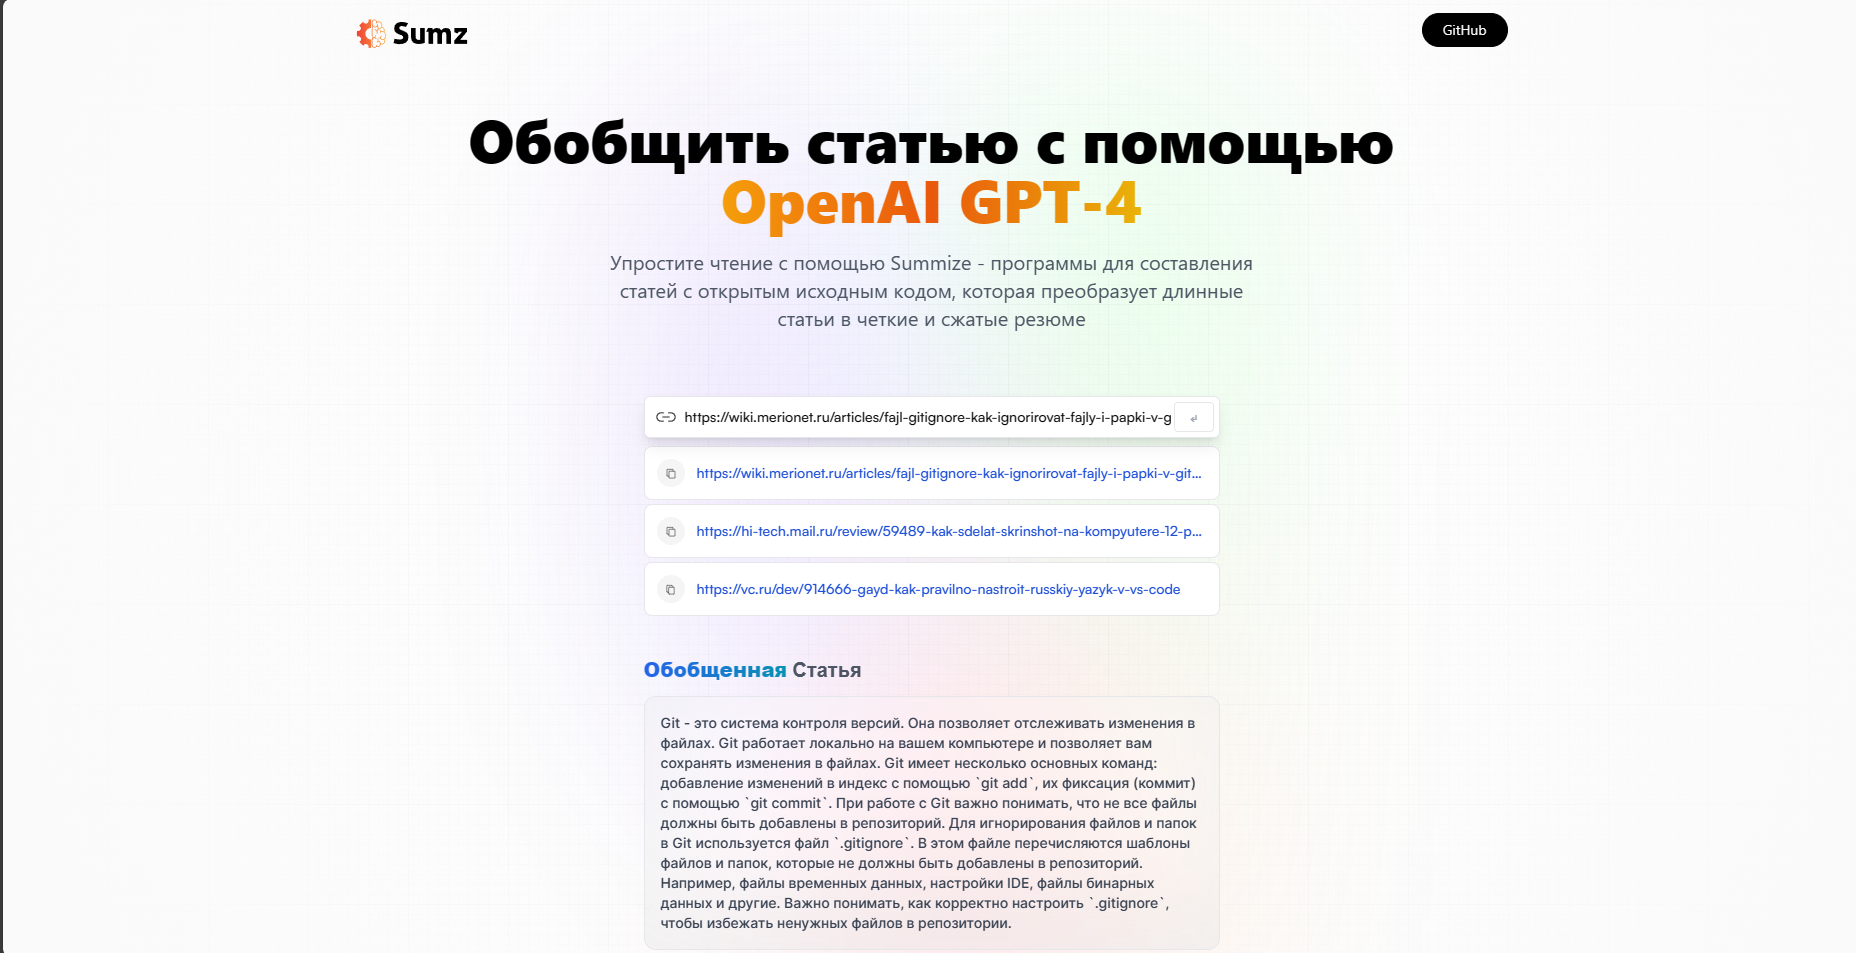 Sumz
GitHub
Обобщить статью с помощью
OpenAI GPT-4
Упростите чтение с помощью Summize - программы для составления
статей с открытым исходным кодом, которая преобразует длинные
статьи в четкие и сжатые резюме
https://wiki.merionet.ru/articles/fajl-gitignore-kak-ignorirovat-fajly-i-papki-v-g
https://wiki.merionet.ru/articles/fajl-gitignore-kak-ignorirovat-fajly-i-papki-v-git...
https://hi-tech.mail.ru/review/59489-kak-sdelat-skrinshot-na-kompyutere-12-p...
https://vc.ru/dev/914666-gayd-kak-pravilno-nastroit-russkiy-yazyk-v-vs-code
Обобщенная Статья
Git - это система контроля версий. Она позволяет отслеживать изменения в
файлах. Git работает локально на вашем компьютере и позволяет вам
сохранять изменения в файлах. Git имеет несколько основных команд:
добавление изменений в индекс с помощью `git add`, их фиксация (коммит)
с помощью `git commit`. При работе с Git важно понимать, что не все файлы
должны быть добавлены в репозиторий. Для игнорирования файлов и папок
в Git используется файл `.gitignore`. В этом файле перечисляются шаблоны
файлов и папок, которые не должны быть добавлены в репозиторий.
Например, файлы временных данных, настройки IDE, файлы бинарных
данных и другие. Важно понимать, как корректно настроить `.gitignore`,
чтобы избежать ненужных файлов в репозитории.